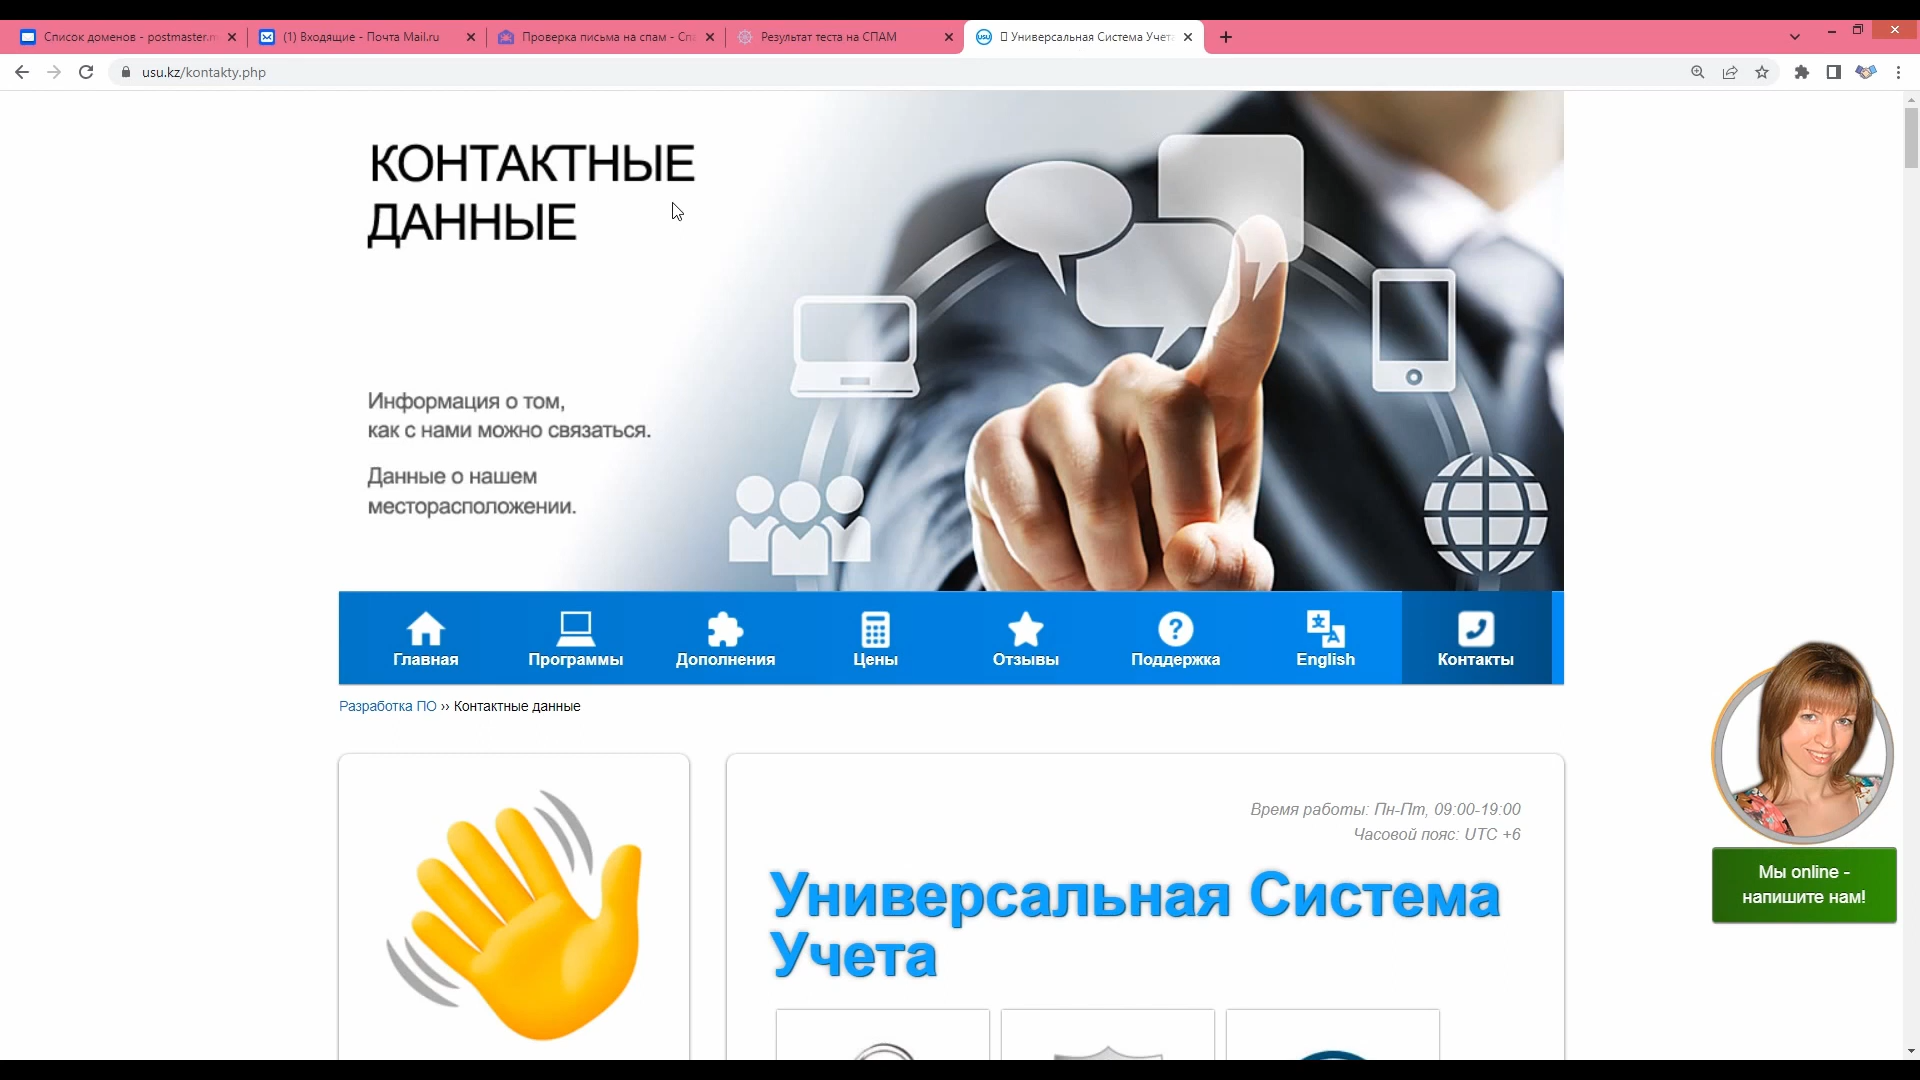 Список доменов - postmaster.m
(1) Входящие - Почта Mail.ru
Проверка письма на спам - Спа
Результат теста на СПАМ
Универсальная Система Учета
usu.kz/kontakty.php
КОНТАКТНЫЕ
ДАННЫЕ
Информация о том,
как с нами можно связаться.
Данные о нашем
месторасположении.
Главная
Программы
Дополнения
Цены
Отзывы
Поддержка
English
Контакты
Разработка ПО ›› Контактные данные
Время работы: Пн-Пт, 09:00-19:00
Часовой пояс: UTC +6
Универсальная Система
Учета
Мы online -
напишите нам!